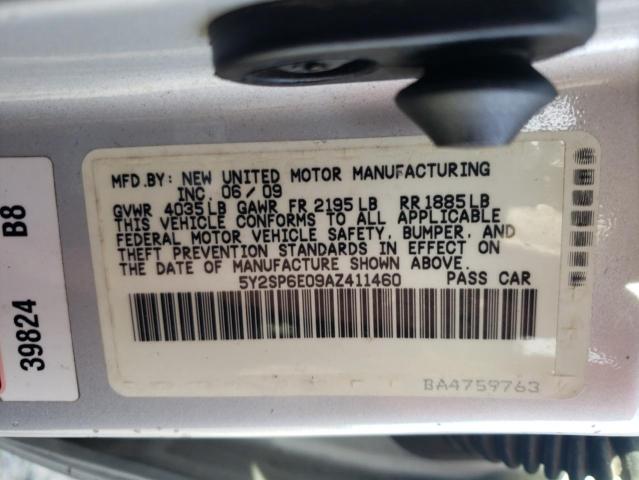 MFD.BY: NEW UNITED MOTOR MANUFACTURING
INC. 06/09
GVWR 4035LB GAWR FR 2195LB RR 1885LB
THIS VEHICLE CONFORMS TO ALL APPLICABLE
FEDERAL MOTOR VEHICLE SAFETY, BUMPER, AND
THEFT PREVENTION STANDARDS IN EFFECT ON
THE DATE OF MANUFACTURE SHOWN ABOVE.
5Y2SP6E09AZ411460 PASS CAR
BA4759763
39824 B8